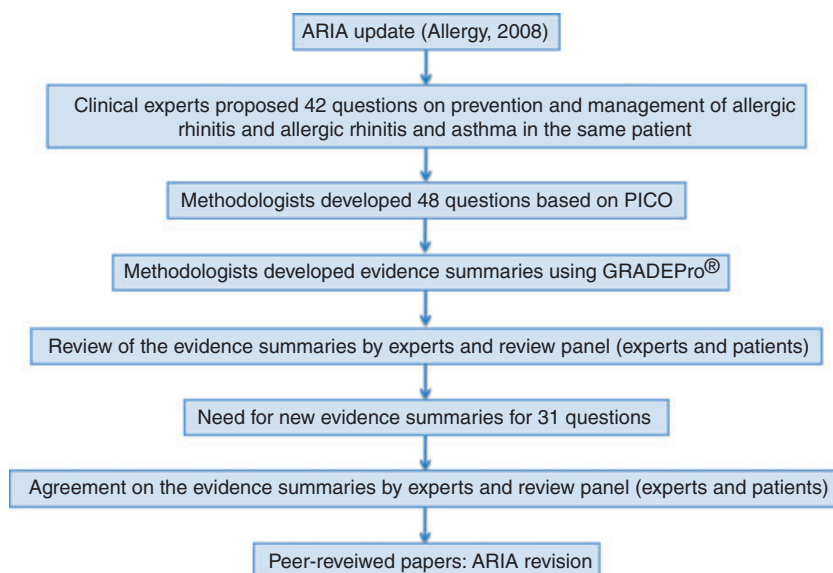 ARIA update (Allergy, 2008)
Clinical experts proposed 42 questions on prevention and management of allergic
rhinitis and allergic rhinitis and asthma in the same patient
Methodologists developed 48 questions based on PICO
Methodologists developed evidence summaries using GRADEPro®
Review of the evidence summaries by experts and review panel (experts and patients)
Need for new evidence summaries for 31 questions
Agreement on the evidence summaries by experts and review panel (experts and patients)
Peer-reveiwed papers: ARIA revision